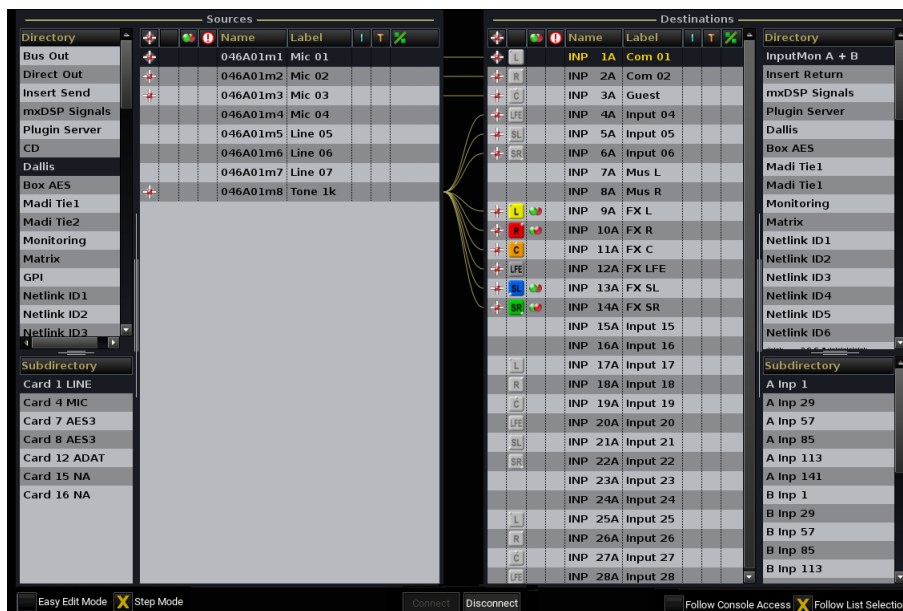 Sources
Destinations
Directory
Bus Out
Direct Out
Insert Send
mxDSP Signals
Plugin Server
CD
Dallis
Box AES
Madi Tie1
Madi Tie2
Monitoring
Matrix
GPI
Netlink ID1
Netlink ID2
Netlink ID3
Subdirectory
Card 1 LINE
Card 4 MIC
Card 7 AES3
Card 8 AES3
Card 12 ADAT
Card 15 NA
Card 16 NA
Name Label I T
046A01m1 Mic 01
046A01m2 Mic 02
046A01m3 Mic 03
046A01m4 Mic 04
046A01m5 Line 05
046A01m6 Line 06
046A01m7 Line 07
046A01m8 Tone 1k
Name Label I T
L INP 1A Com 01
R INP 2A Com 02
C INP 3A Guest
LFE INP 4A Input 04
SL INP 5A Input 05
SR INP 6A Input 06
INP 7A Mus L
INP 8A Mus R
L INP 9A FX L
R INP 10A FX R
C INP 11A FX C
LFE INP 12A FX LFE
SL INP 13A FX SL
SR INP 14A FX SR
INP 15A Input 15
INP 16A Input 16
L INP 17A Input 17
R INP 18A Input 18
C INP 19A Input 19
LFE INP 20A Input 20
SL INP 21A Input 21
SR INP 22A Input 22
INP 23A Input 23
INP 24A Input 24
L INP 25A Input 25
R INP 26A Input 26
C INP 27A Input 27
LFE INP 28A Input 28
Directory
InputMon A + B
Insert Return
mxDSP Signals
Plugin Server
Dallis
Box AES
Madi Tie1
Madi Tie1
Monitoring
Matrix
Netlink ID1
Netlink ID2
Netlink ID3
Netlink ID4
Netlink ID5
Netlink ID6
Subdirectory
A Inp 1
A Inp 29
A Inp 57
A Inp 85
A Inp 113
A Inp 141
B Inp 1
B Inp 29
B Inp 57
B Inp 85
B Inp 113
Easy Edit Mode X Step Mode
Connect Disconnect
Follow Console Access X Follow List Selectio